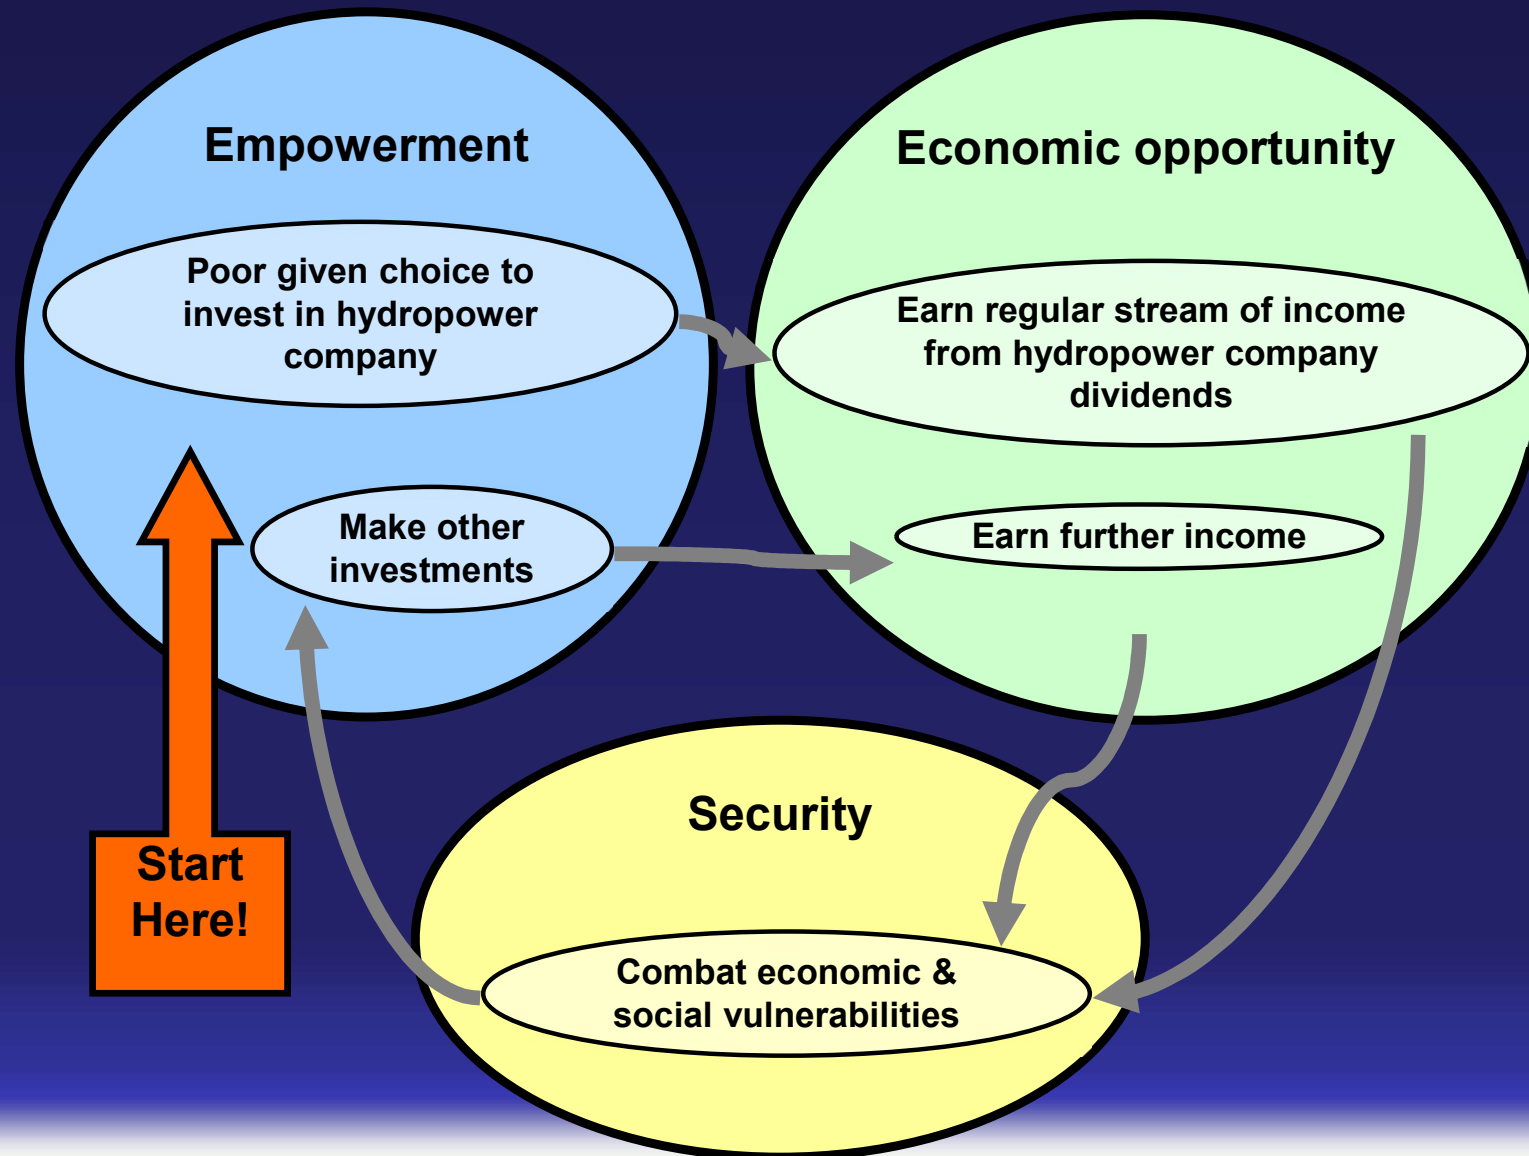 Empowerment
Poor given choice to
invest in hydropower
company
Make other
investments
Economic opportunity
Earn regular stream of income
from hydropower company
dividends
Earn further income
Security
Combat economic &
social vulnerabilities
Start
Here!